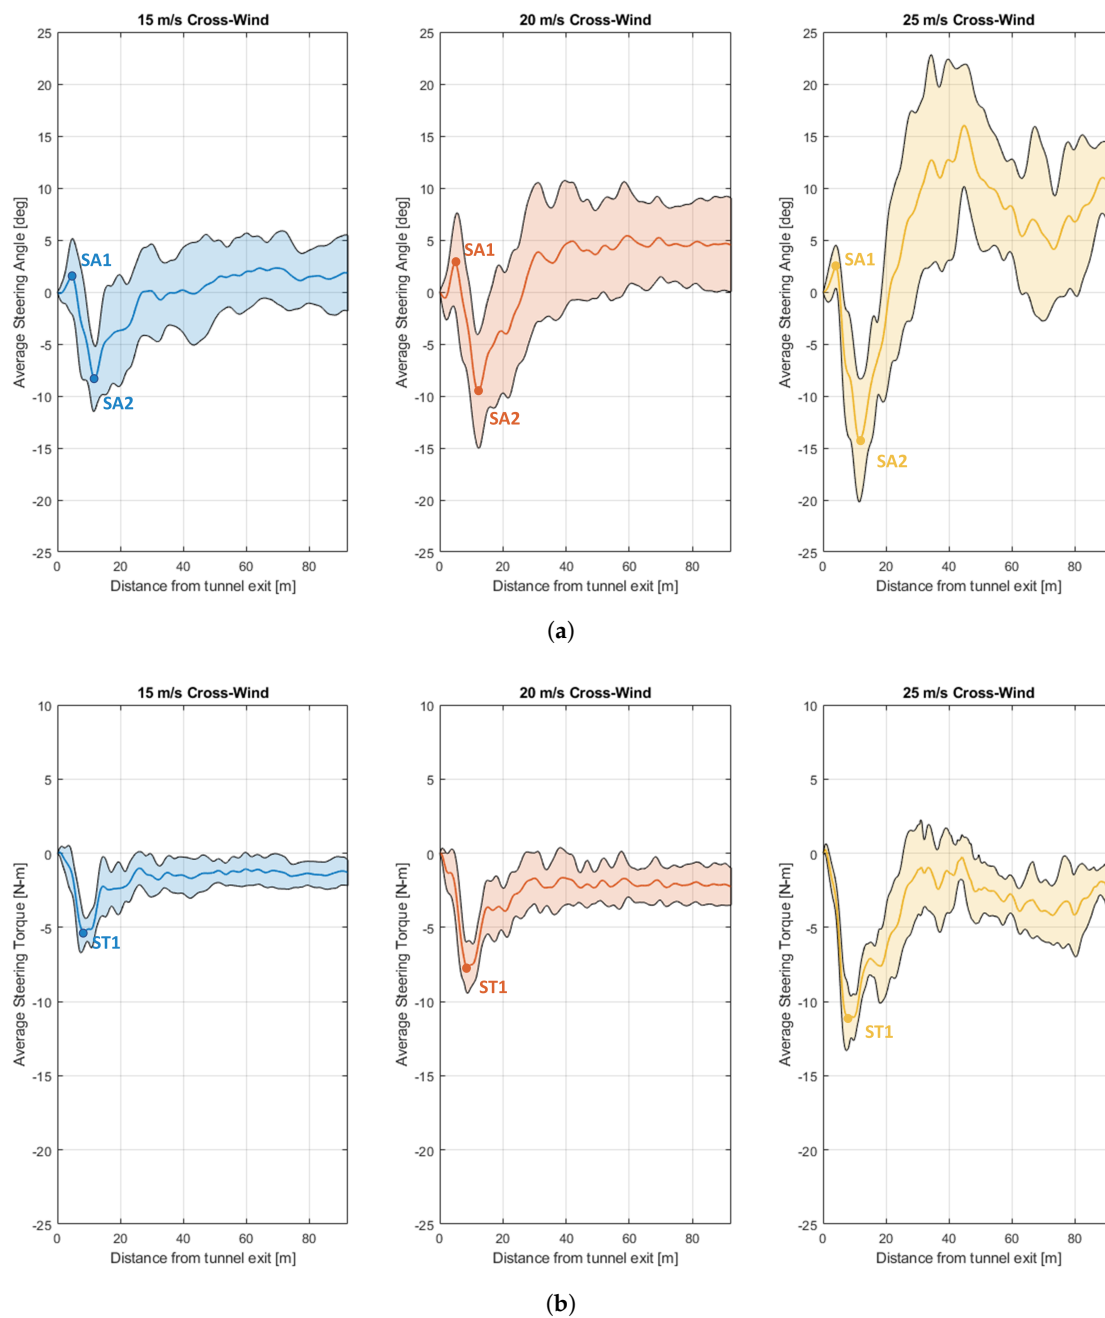 15 m/s Cross-Wind
20 m/s Cross-Wind
25 m/s Cross-Wind
Average Steering Angle [deg]
25
20
15
10
5
0
-5
-10
-15
-20
-25
SA1
SA2
0 20 40 60 80
Distance from tunnel exit [m]
Average Steering Angle [deg]
25
20
15
10
5
0
-5
-10
-15
-20
-25
SA1
SA2
0 20 40 60 80
Distance from tunnel exit [m]
Average Steering Angle [deg]
25
20
15
10
5
0
-5
-10
-15
-20
-25
SA1
SA2
0 20 40 60 80
Distance from tunnel exit [m]
(a)
15 m/s Cross-Wind
20 m/s Cross-Wind
25 m/s Cross-Wind
Average Steering Torque [N-m]
10
5
0
-5
-10
-15
-20
-25
ST1
0 20 40 60 80
Distance from tunnel exit [m]
Average Steering Torque [N-m]
10
5
0
-5
-10
-15
-20
-25
ST1
0 20 40 60 80
Distance from tunnel exit [m]
Average Steering Torque [N-m]
10
5
0
-5
-10
-15
-20
-25
ST1
0 20 40 60 80
Distance from tunnel exit [m]
(b)